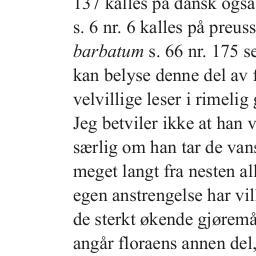 137 kalles på dansk også
s. 6 nr. 6 kalles på preuss
barbatum s. 66 nr. 175 se
kan belyse denne del av f
velvillige leser i rimelig g
Jeg betviler ikke at han v
særlig om han tar de vans
meget langt fra nesten all
egen anstrengelse har vil
de sterkt økende gjøremå
angår floraens annen del,